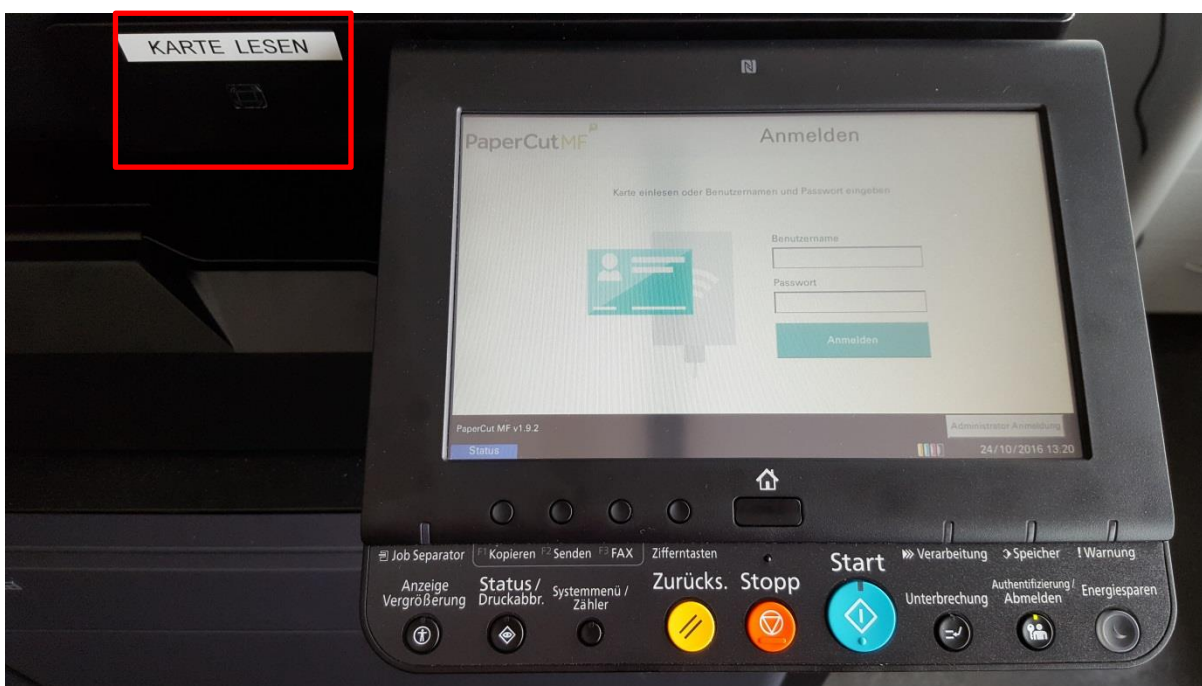 KARTE LESEN
PaperCut MF
Anmelden
Karte einlesen oder Benutzernamen und Passwort eingeben
Benutzername
Passwort
Anmelden
PaperCut MF v1.9.2
Administrator Anmeldung
Status
24/10/2016 13.20
Job Separator
F1 Kopieren F2 Senden F3 FAX
Zifferntasten
Verarbeitung
Speicher
! Warnung
Anzeige
Vergrößerung
Status /
Druckabbr.
Systemmenü /
Zähler
Zurücks.
Stopp
Start
Unterbrechung
Authentifizierung /
Abmelden
Energiesparen